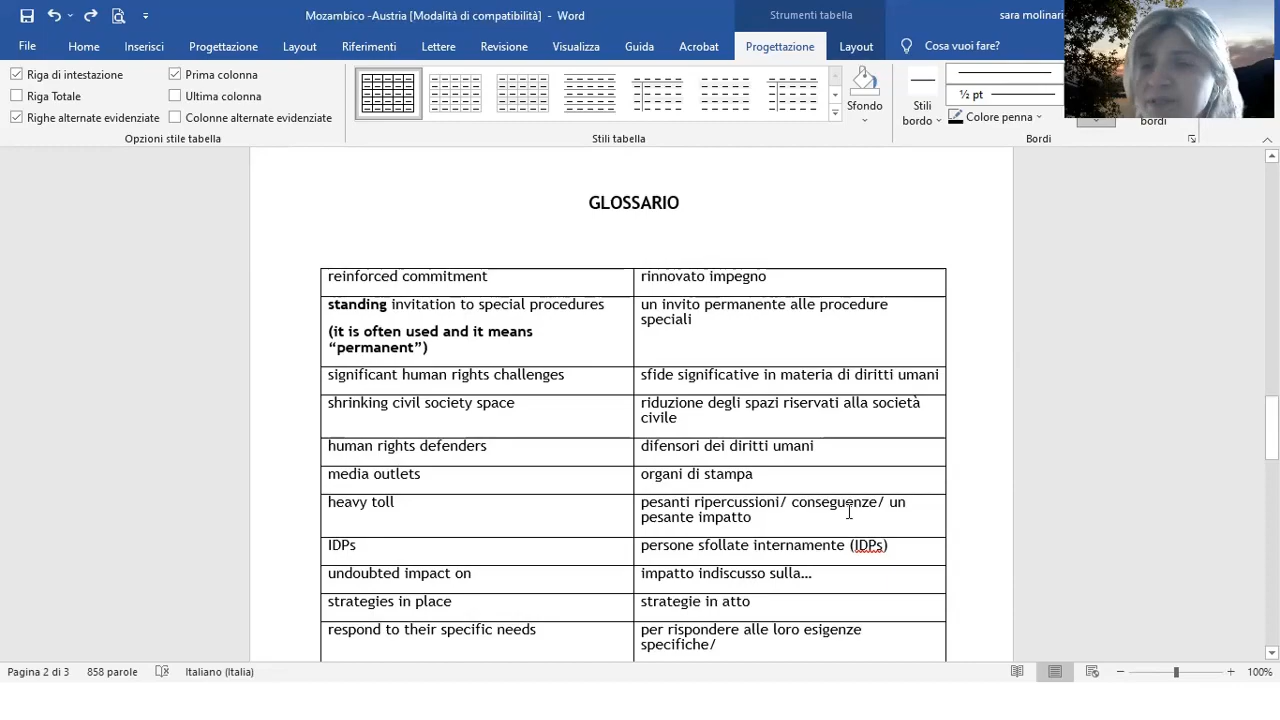 Mozambico -Austria [Modalità di compatibilità] - Word
Strumenti tabella
sara molinari
File Home Inserisci Progettazione Layout Riferimenti Lettere Revisione Visualizza Guida Acrobat Progettazione Layout Cosa vuoi fare?
Riga di intestazione Prima colonna
Riga Totale Ultima colonna
Righe alternate evidenziate Colonne alternate evidenziate
Opzioni stile tabella
Stili tabella
Sfondo
Stili bordo
½ pt
Colore penna
bordi
Bordi
GLOSSARIO
reinforced commitment
rinnovato impegno
standing invitation to special procedures
(it is often used and it means
“permanent”)
un invito permanente alle procedure
speciali
significant human rights challenges
sfide significative in materia di diritti umani
shrinking civil society space
riduzione degli spazi riservati alla società
civile
human rights defenders
difensori dei diritti umani
media outlets
organi di stampa
heavy toll
pesanti ripercussioni/ conseguenze/ un
pesante impatto
IDPs
persone sfollate internamente (IDPs)
undoubted impact on
impatto indiscusso sulla…
strategies in place
strategie in atto
respond to their specific needs
per rispondere alle loro esigenze
specifiche/
Pagina 2 di 3 858 parole Italiano (Italia) 100%